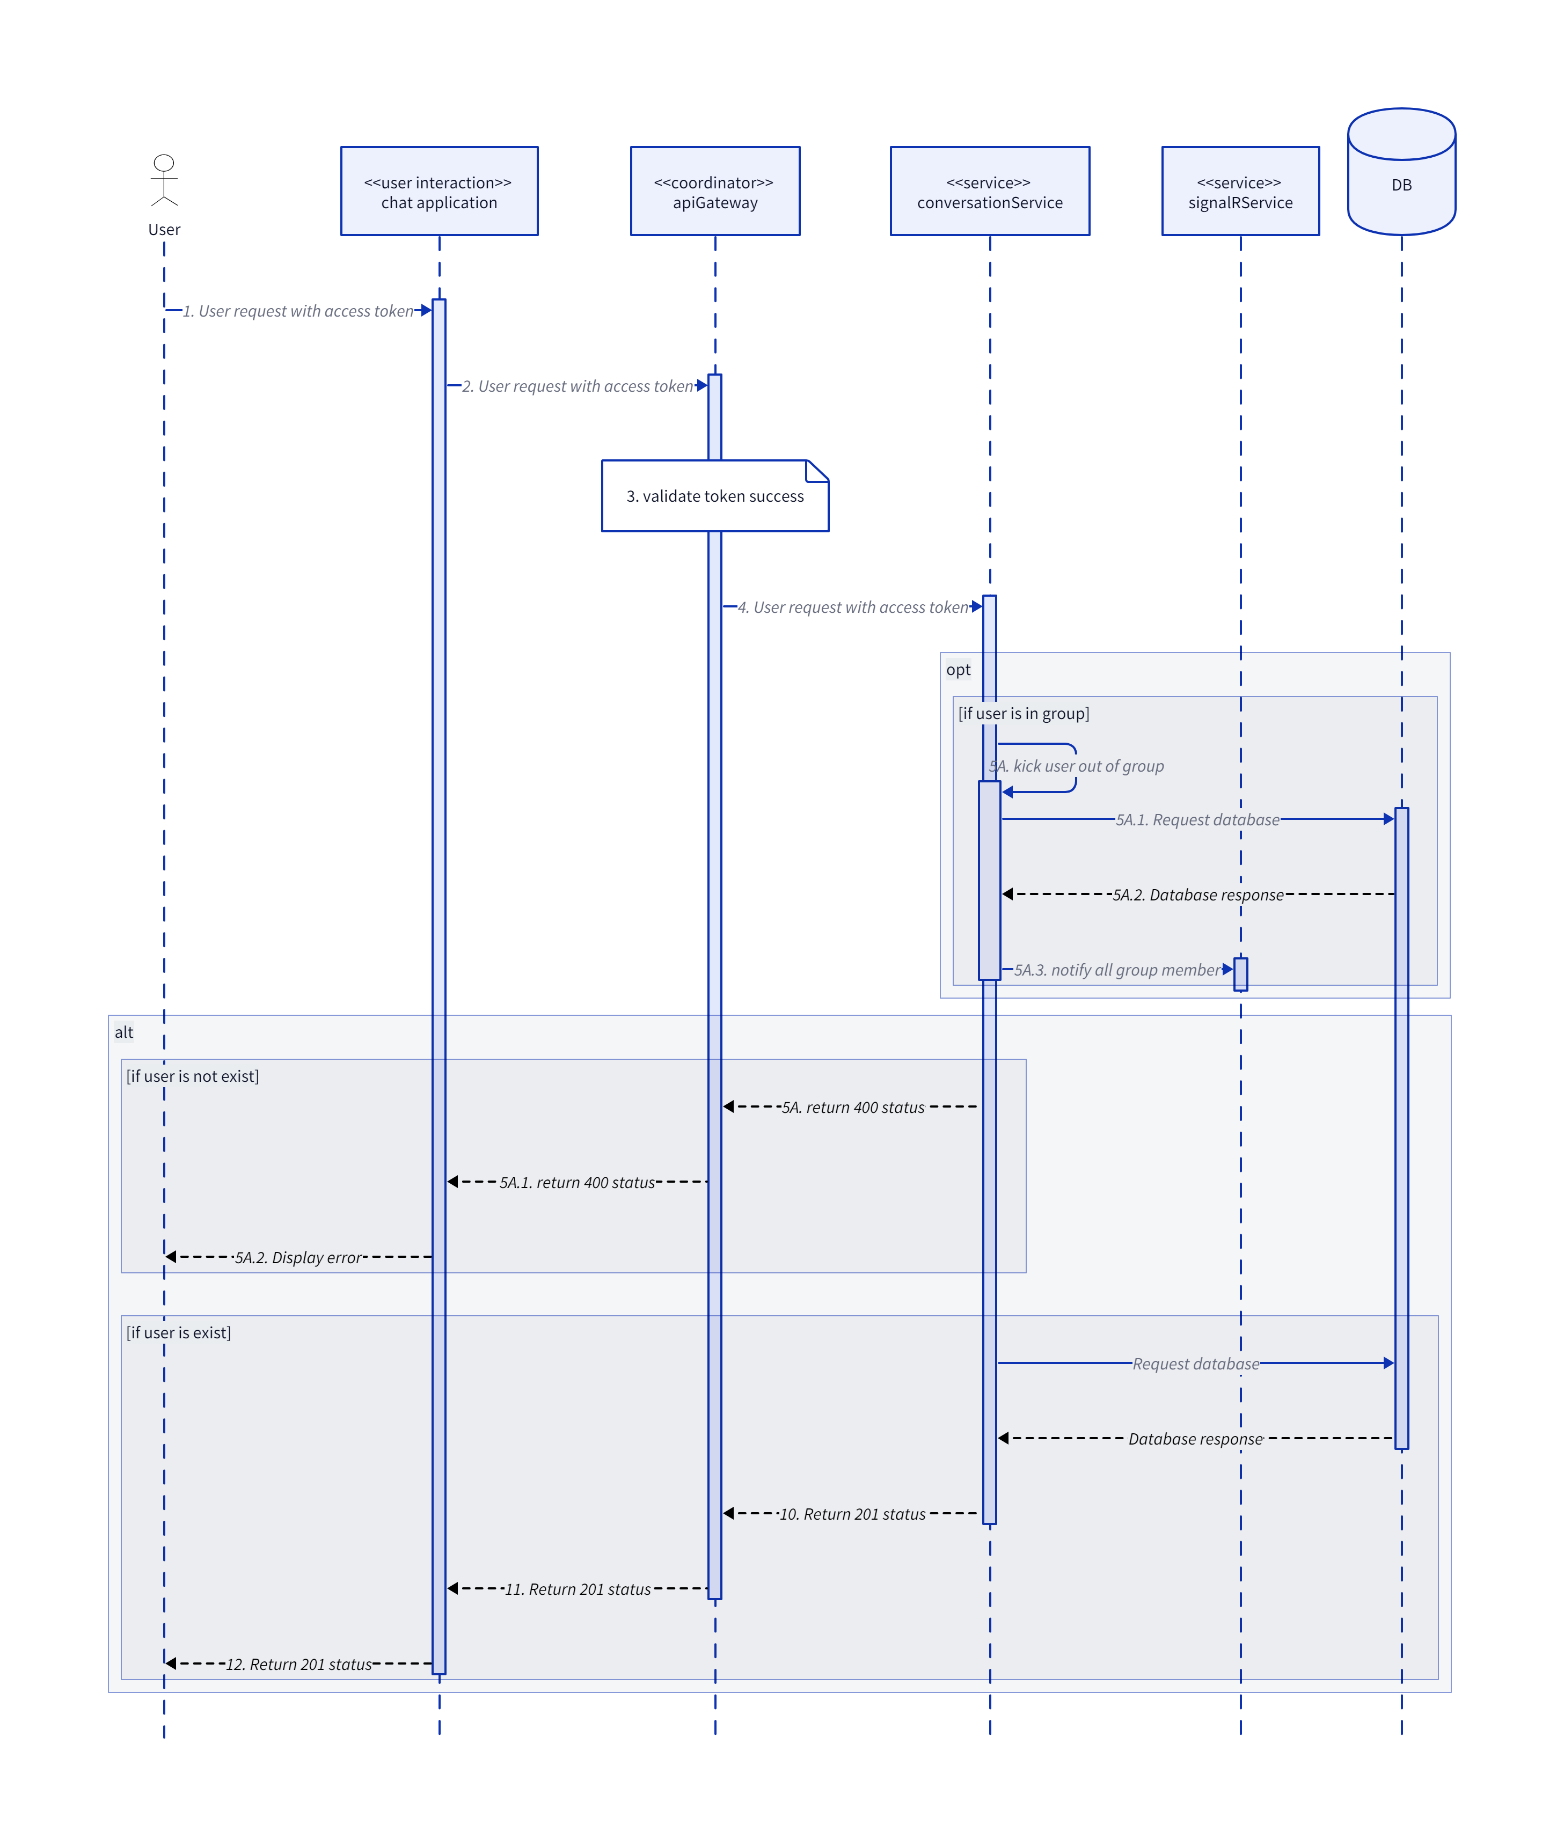 User
<<user interaction>>
chat application
<<coordinator>>
apiGateway
<<service>>
conversationService
<<service>>
signalRService
DB
1. User request with access token
2. User request with access token
3. validate token success
4. User request with access token
opt
[if user is in group]
5A. kick user out of group
5A.1. Request database
5A.2. Database response
5A.3. notify all group member
alt
[if user is not exist]
5A. return 400 status
5A.1. return 400 status
5A.2. Display error
[if user is exist]
Request database
Database response
10. Return 201 status
11. Return 201 status
12. Return 201 status